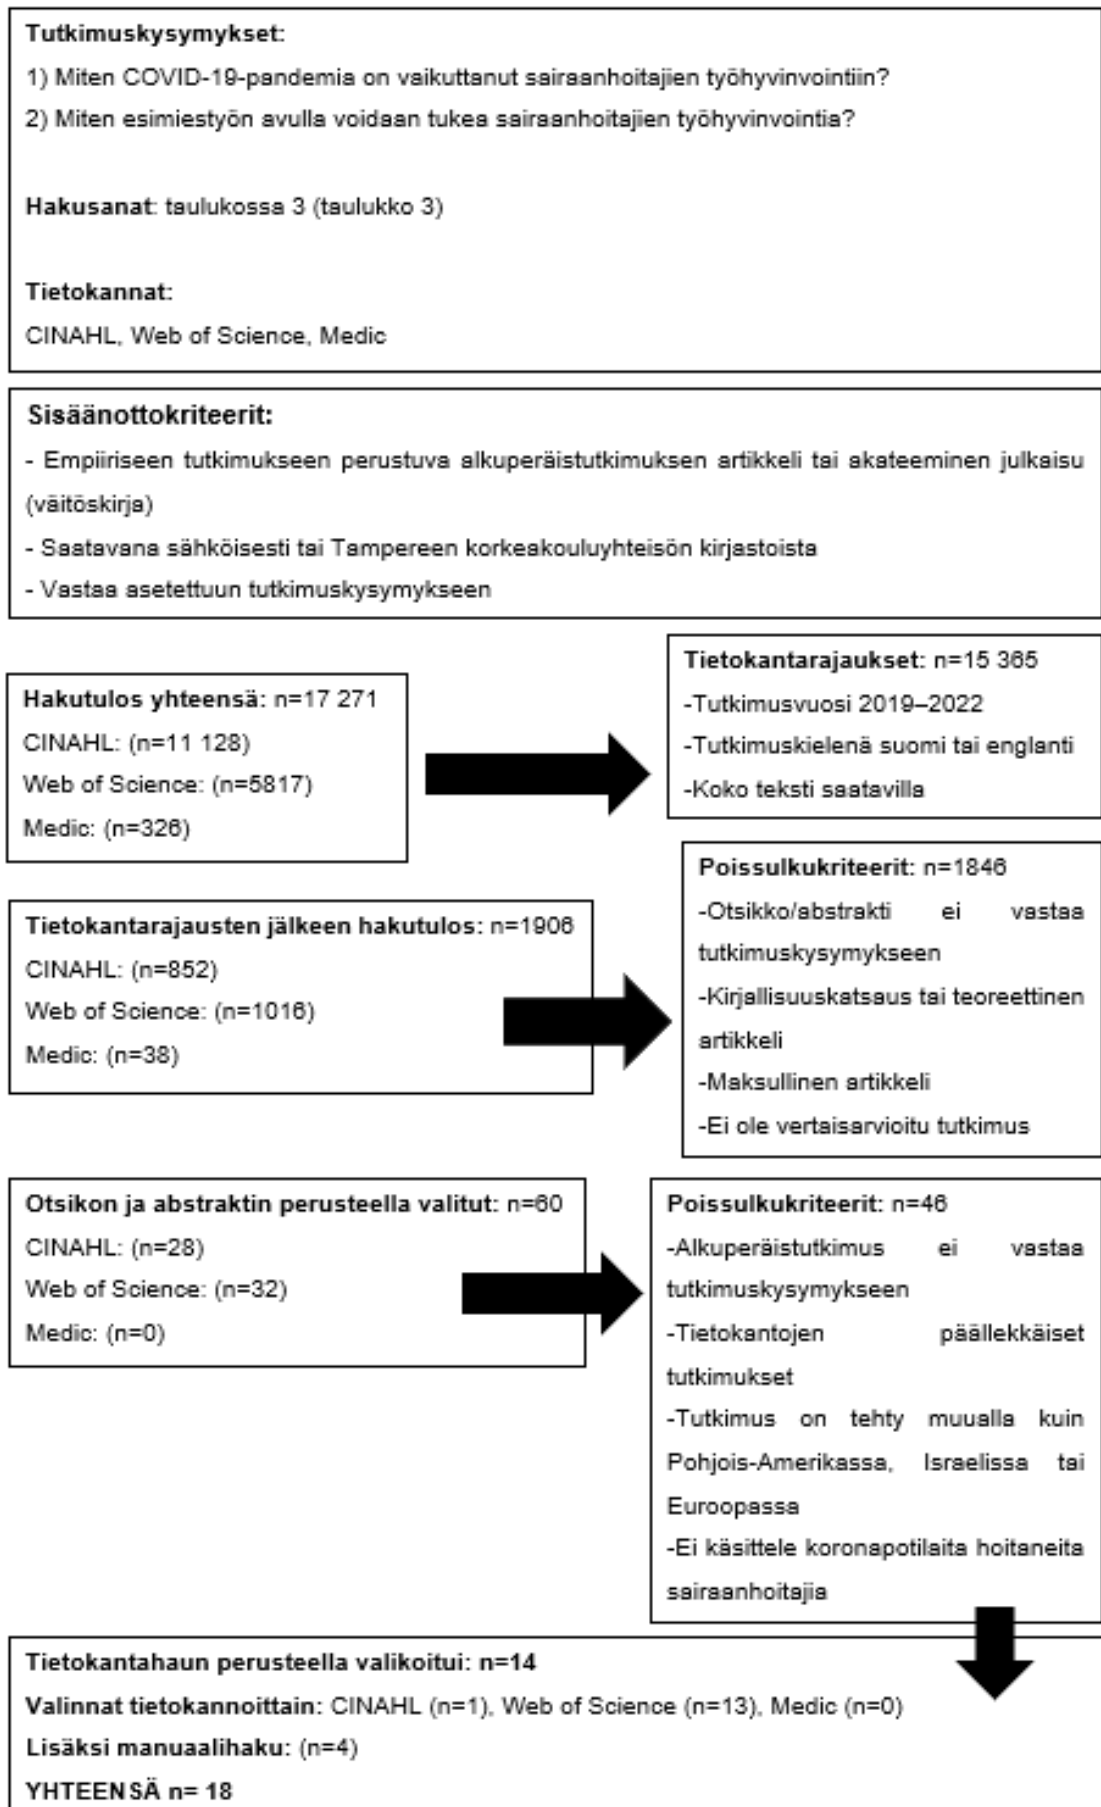 Tutkimuskysymykset:
1) Miten COVID-19-pandemia on vaikuttanut sairaanhoitajien työhyvinvointiin?
2) Miten esimiestyön avulla voidaan tukea sairaanhoitajien työhyvinvointia?
Hakusanat: taulukossa 3 (taulukko 3)
Tietokannat:
CINAHL, Web of Science, Medic
Sisäänottokriteerit:
- Empiiriseen tutkimukseen perustuva alkuperäistutkimuksen artikkeli tai akateeminen julkaisu
(väitöskirja)
- Saatavana sähköisesti tai Tampereen korkeakouluyhteisön kirjastoista
- Vastaa asetettuun tutkimuskysymykseen
Hakutulos yhteensä: n=17 271
CINAHL: (n=11 128)
Web of Science: (n=5817)
Medic: (n=326)
Tietokantarajaukset: n=15 365
-Tutkimusvuosi 2019–2022
-Tutkimuskielenä suomi tai englanti
-Koko teksti saatavilla
Tietokantarajausten jälkeen hakutulos: n=1906
CINAHL: (n=852)
Web of Science: (n=1016)
Medic: (n=38)
Poissulkukriteerit: n=1846
-Otsikko/abstrakti ei vastaa
tutkimuskysymykseen
-Kirjallisuuskatsaus tai teoreettinen
artikkeli
-Maksullinen artikkeli
-Ei ole vertaisarvioitu tutkimus
Otsikon ja abstraktin perusteella valitut: n=60
CINAHL: (n=28)
Web of Science: (n=32)
Medic: (n=0)
Poissulkukriteerit: n=46
-Alkuperäistutkimus ei vastaa
tutkimuskysymykseen
-Tietokantojen päällekkäiset
tutkimukset
-Tutkimus on tehty muualla kuin
Pohjois-Amerikassa, Israelissa tai
Euroopassa
-Ei käsittele koronapotilaita hoitaneita
sairaanhoitajia
Tietokantahaun perusteella valikoitui: n=14
Valinnat tietokannoittain: CINAHL (n=1), Web of Science (n=13), Medic (n=0)
Lisäksi manuaalihaku: (n=4)
YHTEENSÄ n= 18